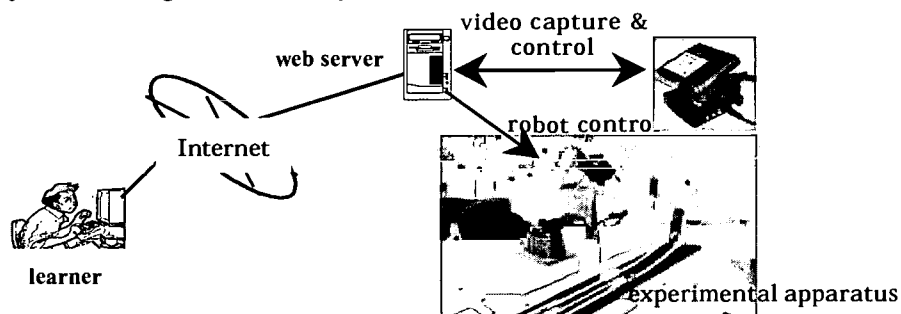 video capture &
control
web server
robot contro
Internet
learner
experimental apparatus